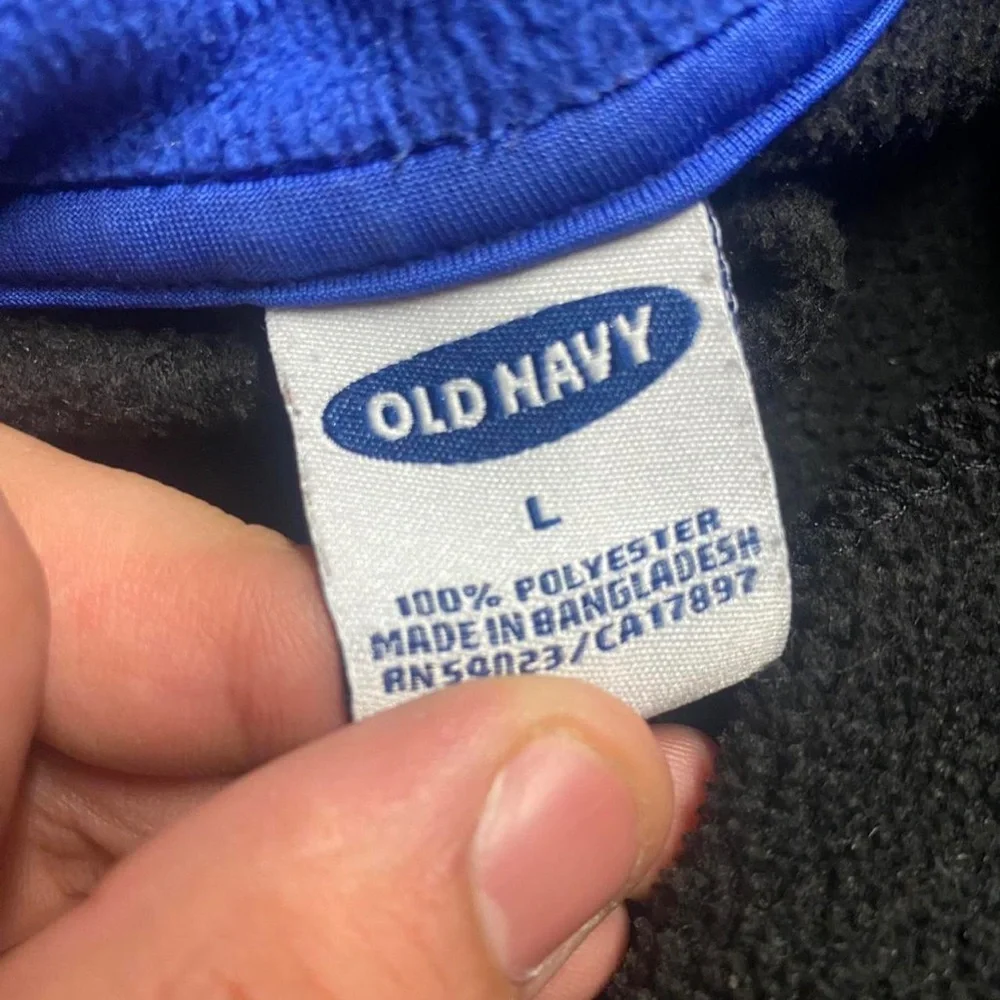 OLD NAVY
L
100% POLYESTER
MADE IN BANGLADESH
RN 54023/CA17897